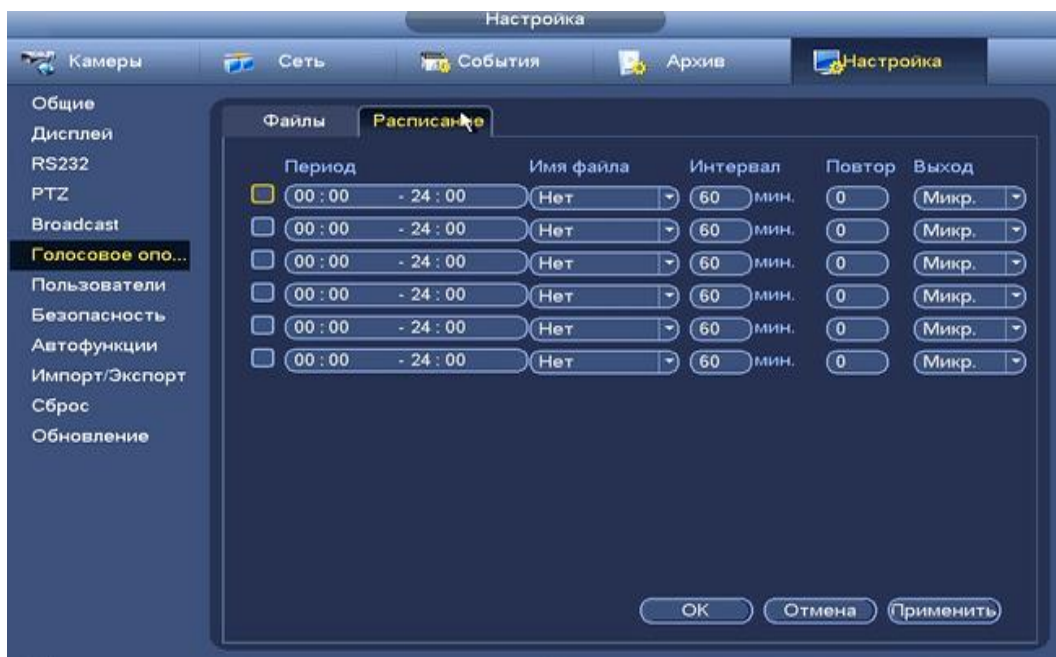 Настройка
Камеры Сеть События Архив Настройка
Общие
Дисплей
RS232
PTZ
Broadcast
Голосовое опо...
Пользователи
Безопасность
Автофункции
Импорт/Экспорт
Сброс
Обновление
Файлы Расписание
Период Имя файла Интервал Повтор Выход
00 : 00 - 24 : 00 Нет 60 мин. 0 Микр.
00 : 00 - 24 : 00 Нет 60 мин. 0 Микр.
00 : 00 - 24 : 00 Нет 60 мин. 0 Микр.
00 : 00 - 24 : 00 Нет 60 мин. 0 Микр.
00 : 00 - 24 : 00 Нет 60 мин. 0 Микр.
00 : 00 - 24 : 00 Нет 60 мин. 0 Микр.
OK Отмена Применить